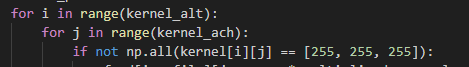 for i in range(kernel_alt):
for j in range(kernel_ach):
if not np.all(kernel[i][j] == [255, 255, 255]):